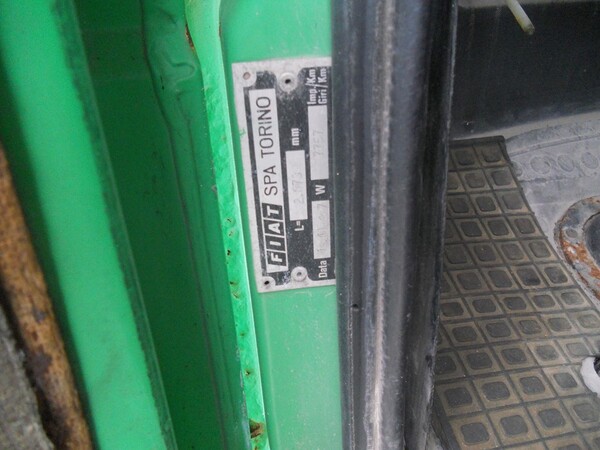 FIAT SPA TORINO
L= mm
Data W Imp/Km
Giri/Km